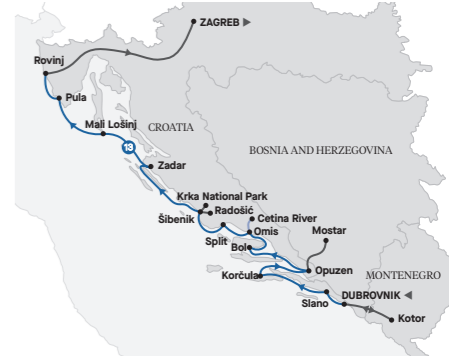 ZAGREB ▶
Rovinj
Pula
Mali Lošinj
CROATIA
13
BOSNIA AND HERZEGOVINA
Zadar
Krka National Park
Radošić
Šibenik
Cetina River
Omis
Mostar
Split
Bol
Opuzen
Korčula
MONTENEGRO
DUBROVNIK ◀
Slano
Kotor